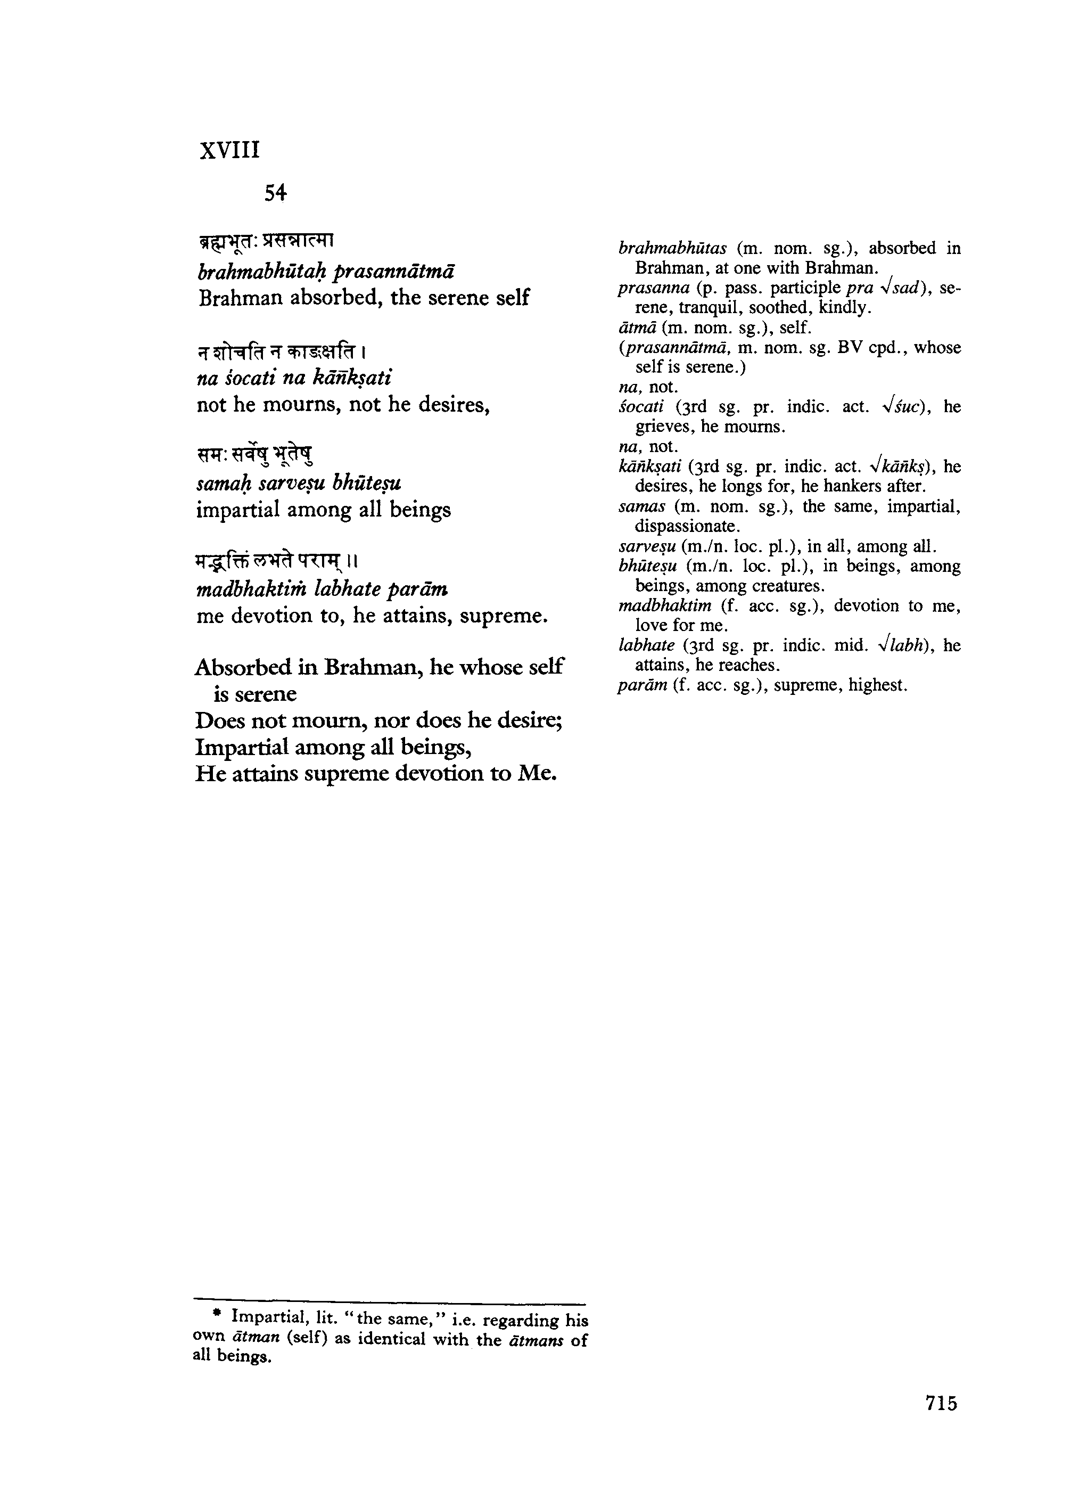 XVIII
54
ब्रह्मभूतः प्रसन्नात्मा
brahmabhūtaḥ prasannātmā
Brahman absorbed, the serene self
न शोचति न काङ्क्षति ।
na śocati na kān̄kṣati
not he mourns, not he desires,
समः सर्वेषु भूतेषु
samaḥ sarveṣu bhūteṣu
impartial among all beings
मद्भक्तिं लभते पराम् ॥
madbhaktiṁ labhate parām
me devotion to, he attains, supreme.
Absorbed in Brahman, he whose self
is serene
Does not mourn, nor does he desire;
Impartial among all beings,
He attains supreme devotion to Me.
brahmabhūtas (m. nom. sg.), absorbed in
Brahman, at one with Brahman.
prasanna (p. pass. participle pra √sad), se-
rene, tranquil, soothed, kindly.
ātmā (m. nom. sg.), self.
(prasannātmā, m. nom. sg. BV cpd., whose
self is serene.)
na, not.
śocati (3rd sg. pr. indic. act. √śuc), he
grieves, he mourns.
na, not.
kān̄kṣati (3rd sg. pr. indic. act. √kān̄kṣ), he
desires, he longs for, he hankers after.
samas (m. nom. sg.), the same, impartial,
dispassionate.
sarveṣu (m./n. loc. pl.), in all, among all.
bhūteṣu (m./n. loc. pl.), in beings, among
beings, among creatures.
madbhaktim (f. acc. sg.), devotion to me,
love for me.
labhate (3rd sg. pr. indic. mid. √labh), he
attains, he reaches.
parām (f. acc. sg.), supreme, highest.
* Impartial, lit. “the same,” i.e. regarding his
own ātman (self) as identical with the ātmans of
all beings.
715